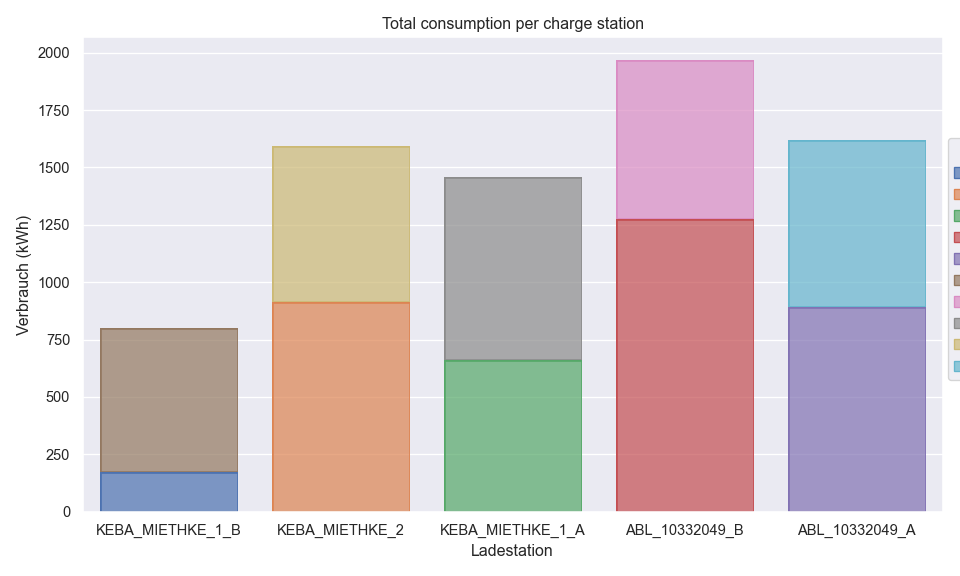 Total consumption per charge station
Verbrauch (kWh)
2000
1750
1500
1250
1000
750
500
250
0
KEBA_MIETHKE_1_B KEBA_MIETHKE_2 KEBA_MIETHKE_1_A ABL_10332049_B ABL_10332049_A
Ladestation